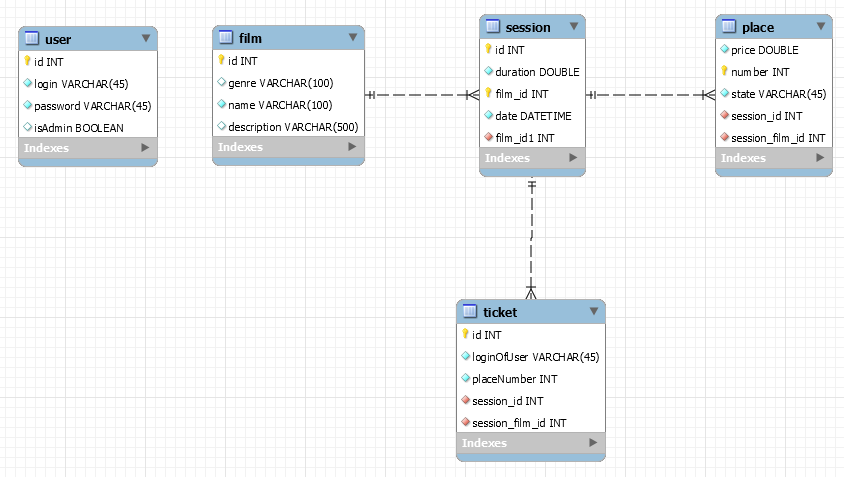 user
id INT
login VARCHAR(45)
password VARCHAR(45)
isAdmin BOOLEAN
Indexes
film
id INT
genre VARCHAR(100)
name VARCHAR(100)
description VARCHAR(500)
Indexes
session
id INT
duration DOUBLE
film_id INT
date DATETIME
film_id1 INT
Indexes
place
price DOUBLE
number INT
state VARCHAR(45)
session_id INT
session_film_id INT
Indexes
ticket
id INT
loginOfUser VARCHAR(45)
placeNumber INT
session_id INT
session_film_id INT
Indexes